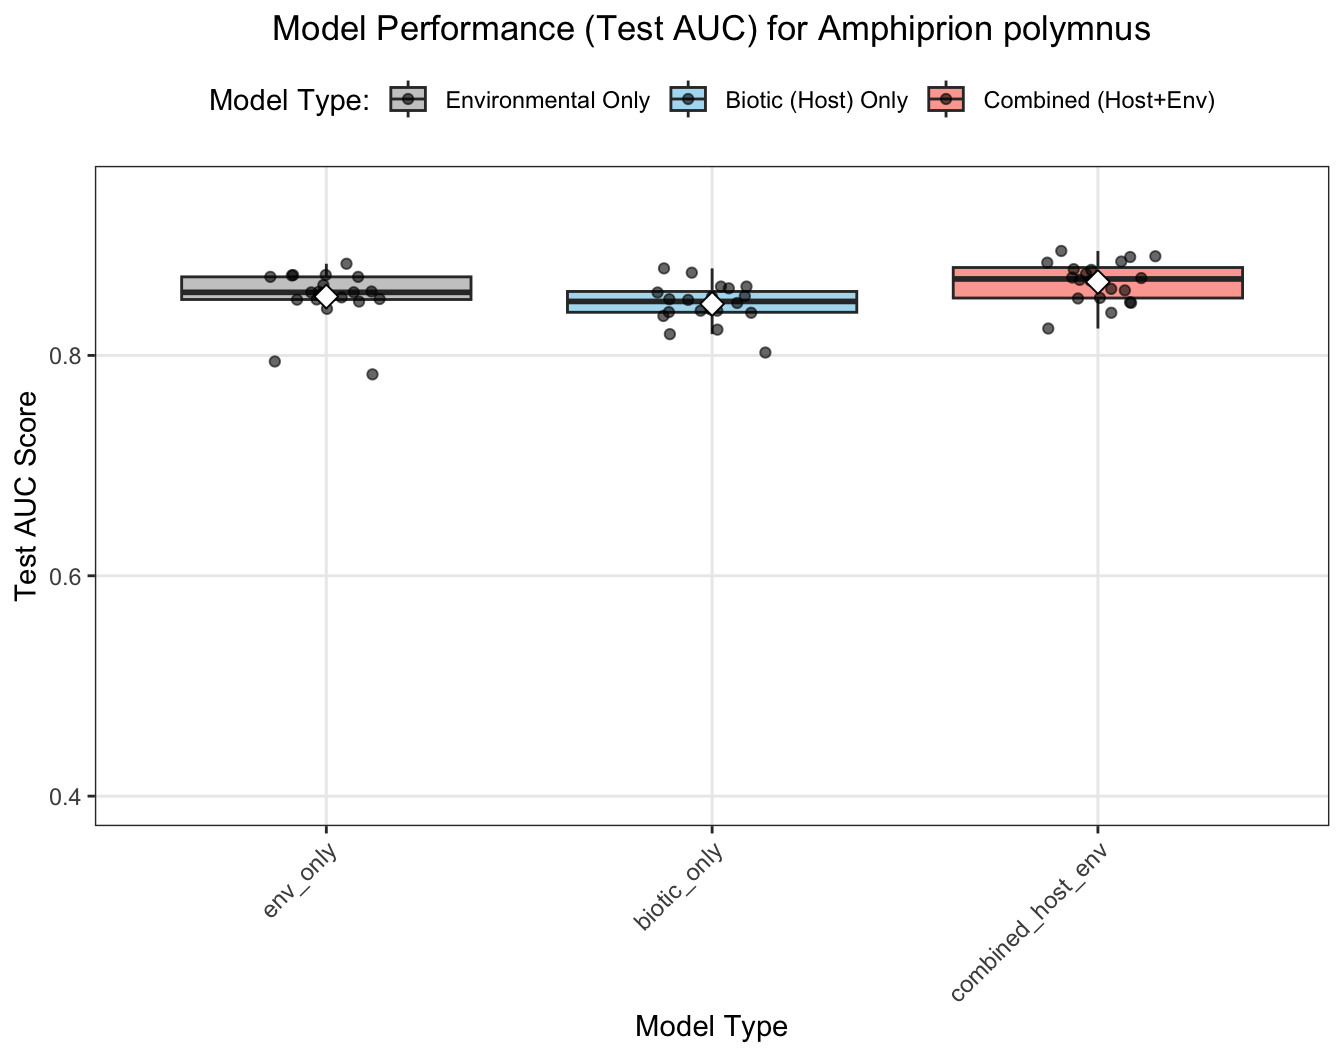 Model Performance (Test AUC) for Amphiprion polymnus
Model Type: Environmental Only Biotic (Host) Only Combined (Host+Env)
Test AUC Score
0.8
0.6
0.4
env_only
biotic_only
combined_host_env
Model Type